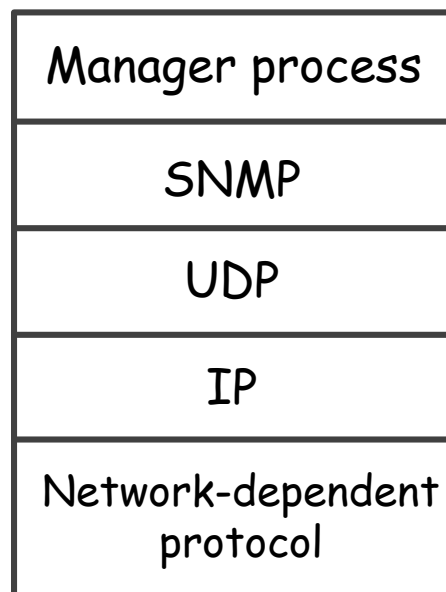 Manager process
SNMP
UDP
IP
Network-dependent
protocol